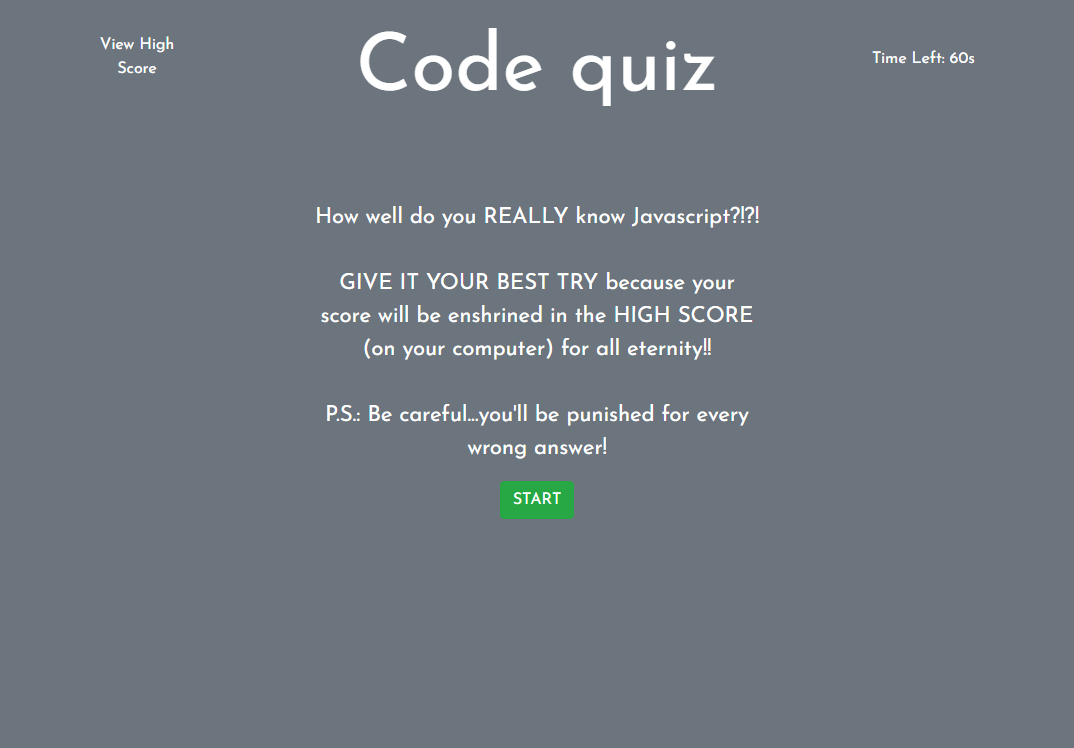 View High
Score
Code quiz
Time Left: 60s
How well do you REALLY know Javascript?!?!
GIVE IT YOUR BEST TRY because your
score will be enshrined in the HIGH SCORE
(on your computer) for all eternity!!
P.S.: Be careful...you'll be punished for every
wrong answer!
START